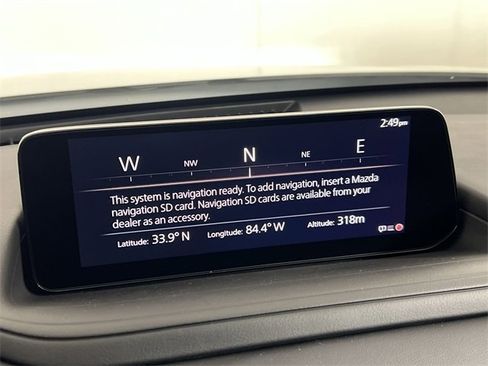 2:49pm
W NW N NE E
This system is navigation ready. To add navigation, insert a Mazda
navigation SD card. Navigation SD cards are available from your
dealer as an accessory.
Latitude: 33.9° N Longitude: 84.4° W Altitude: 318m